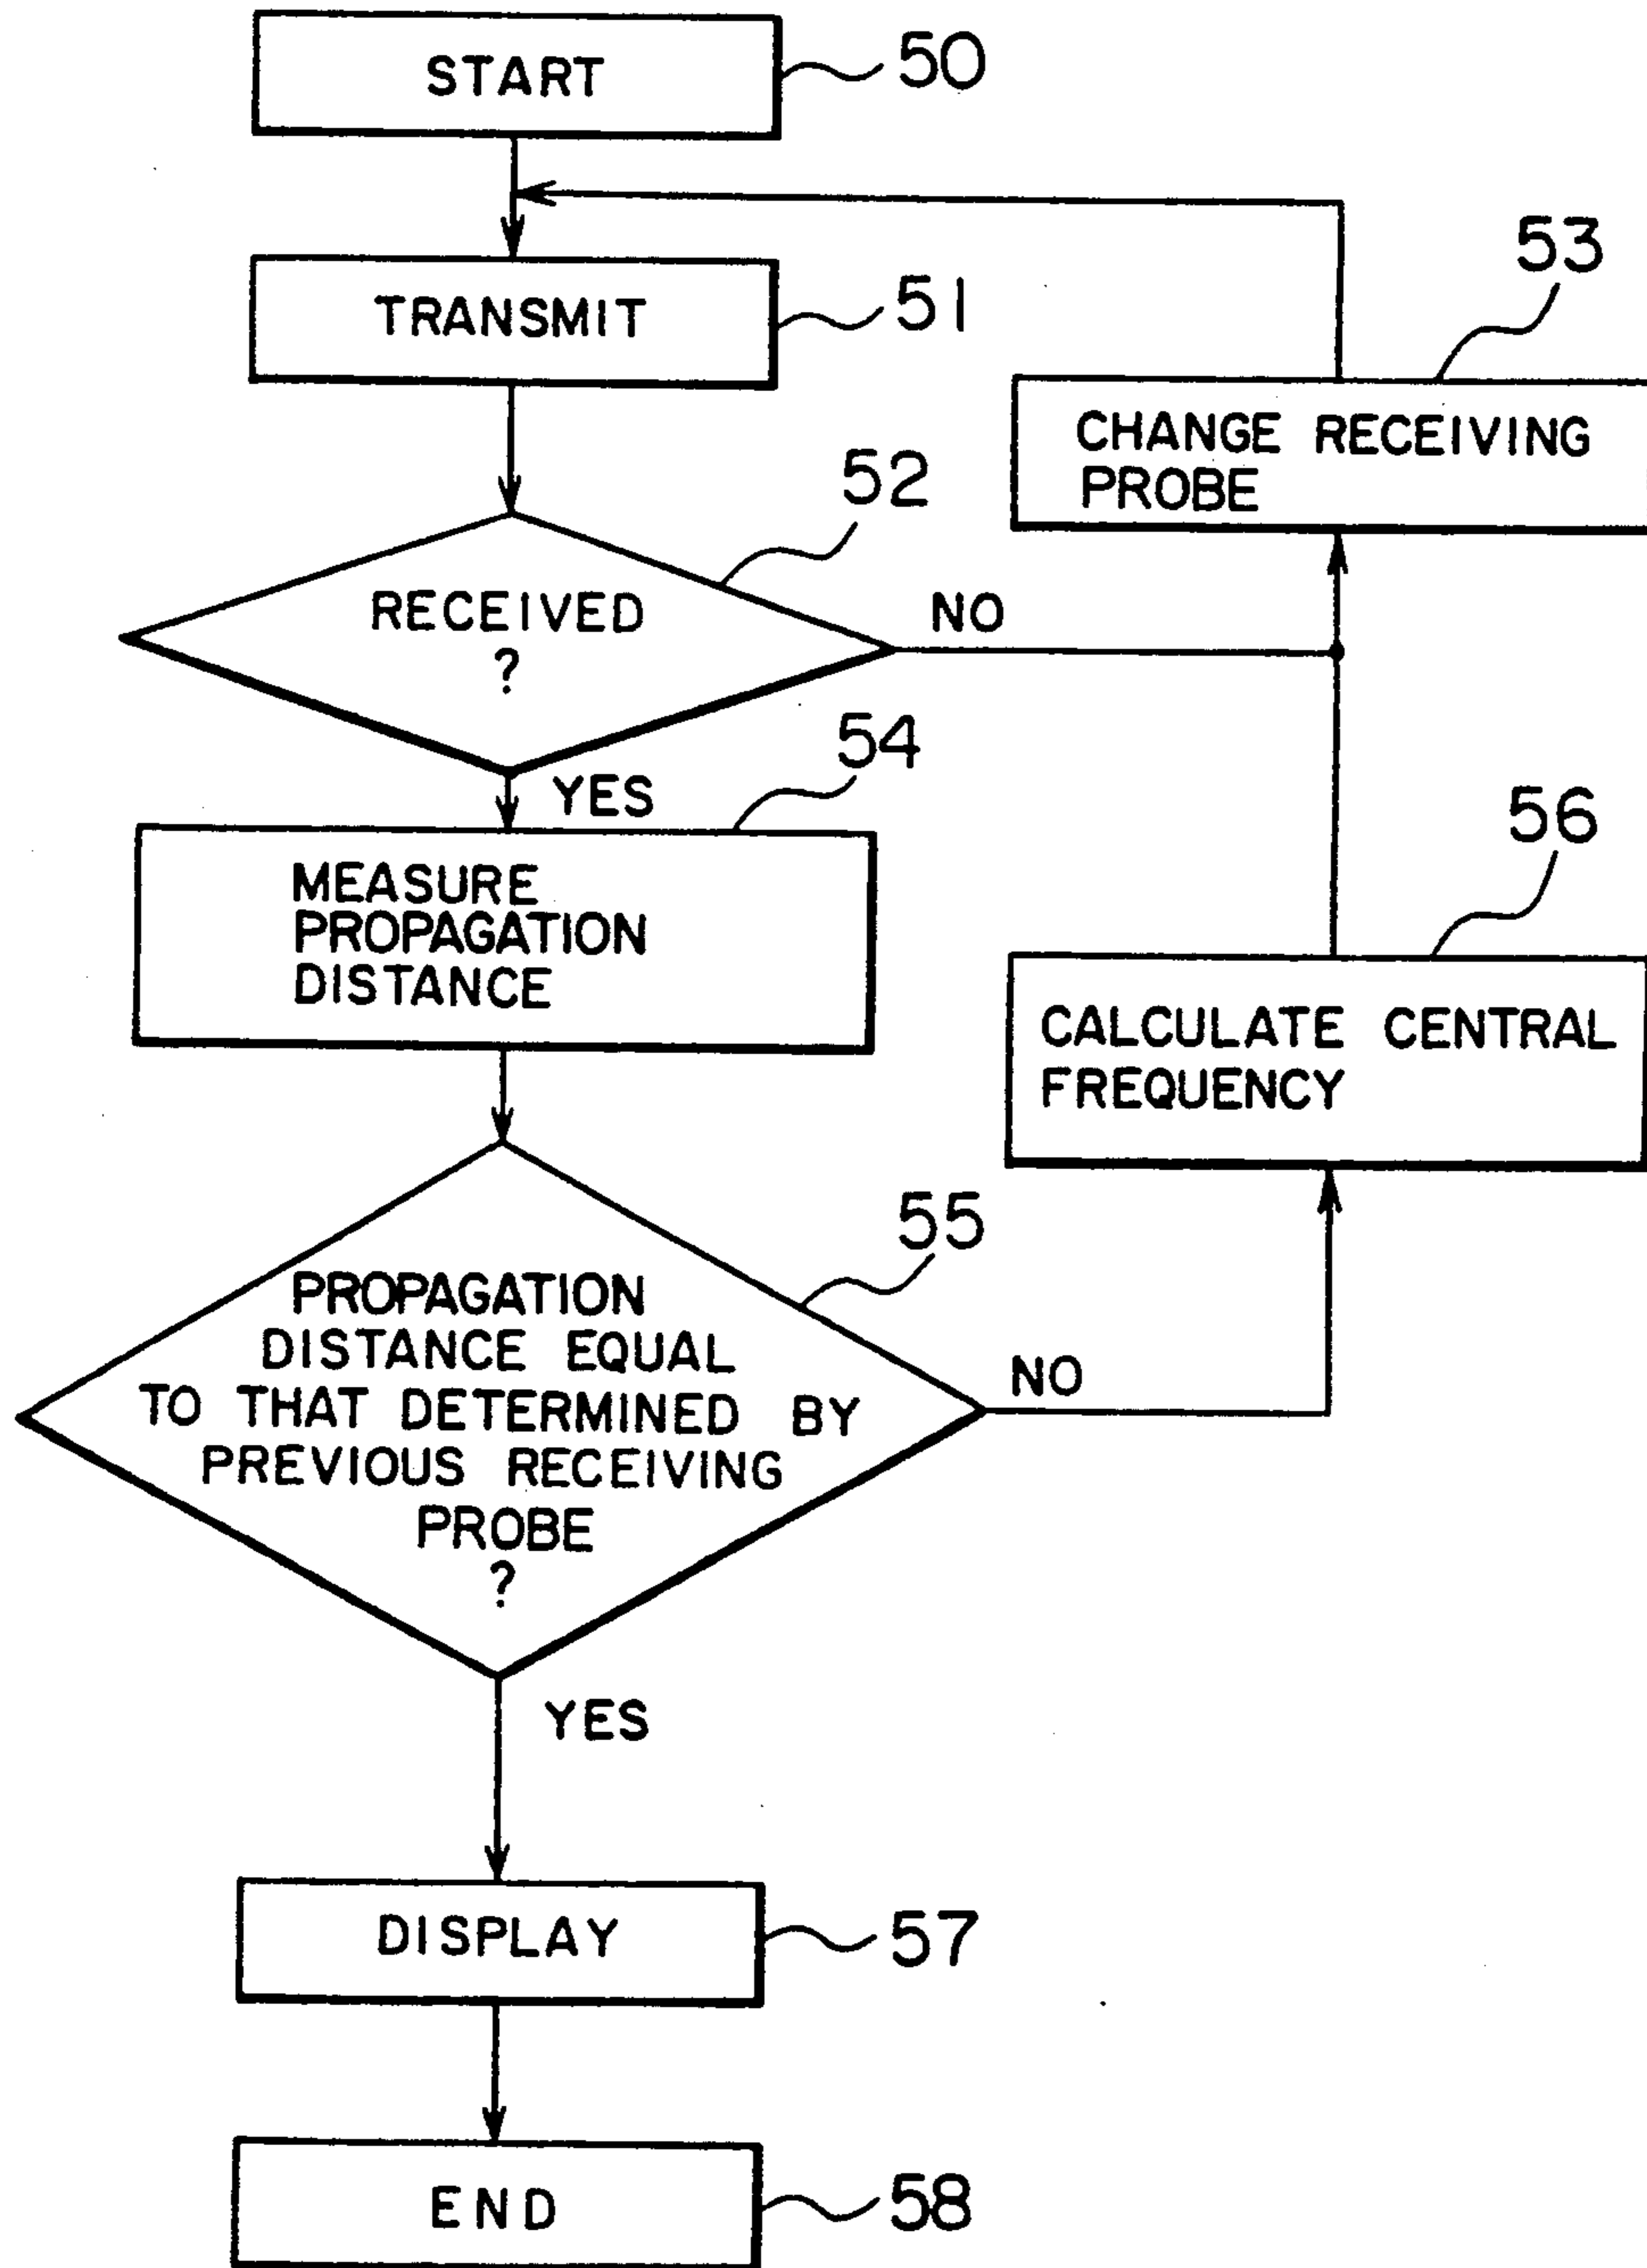 START
50
TRANSMIT
51
53
CHANGE RECEIVING
PROBE
52
RECEIVED
?
NO
YES
54
MEASURE
PROPAGATION
DISTANCE
56
CALCULATE CENTRAL
FREQUENCY
55
PROPAGATION
DISTANCE EQUAL
TO THAT DETERMINED BY
PREVIOUS RECEIVING
PROBE
?
NO
YES
DISPLAY
57
END
58